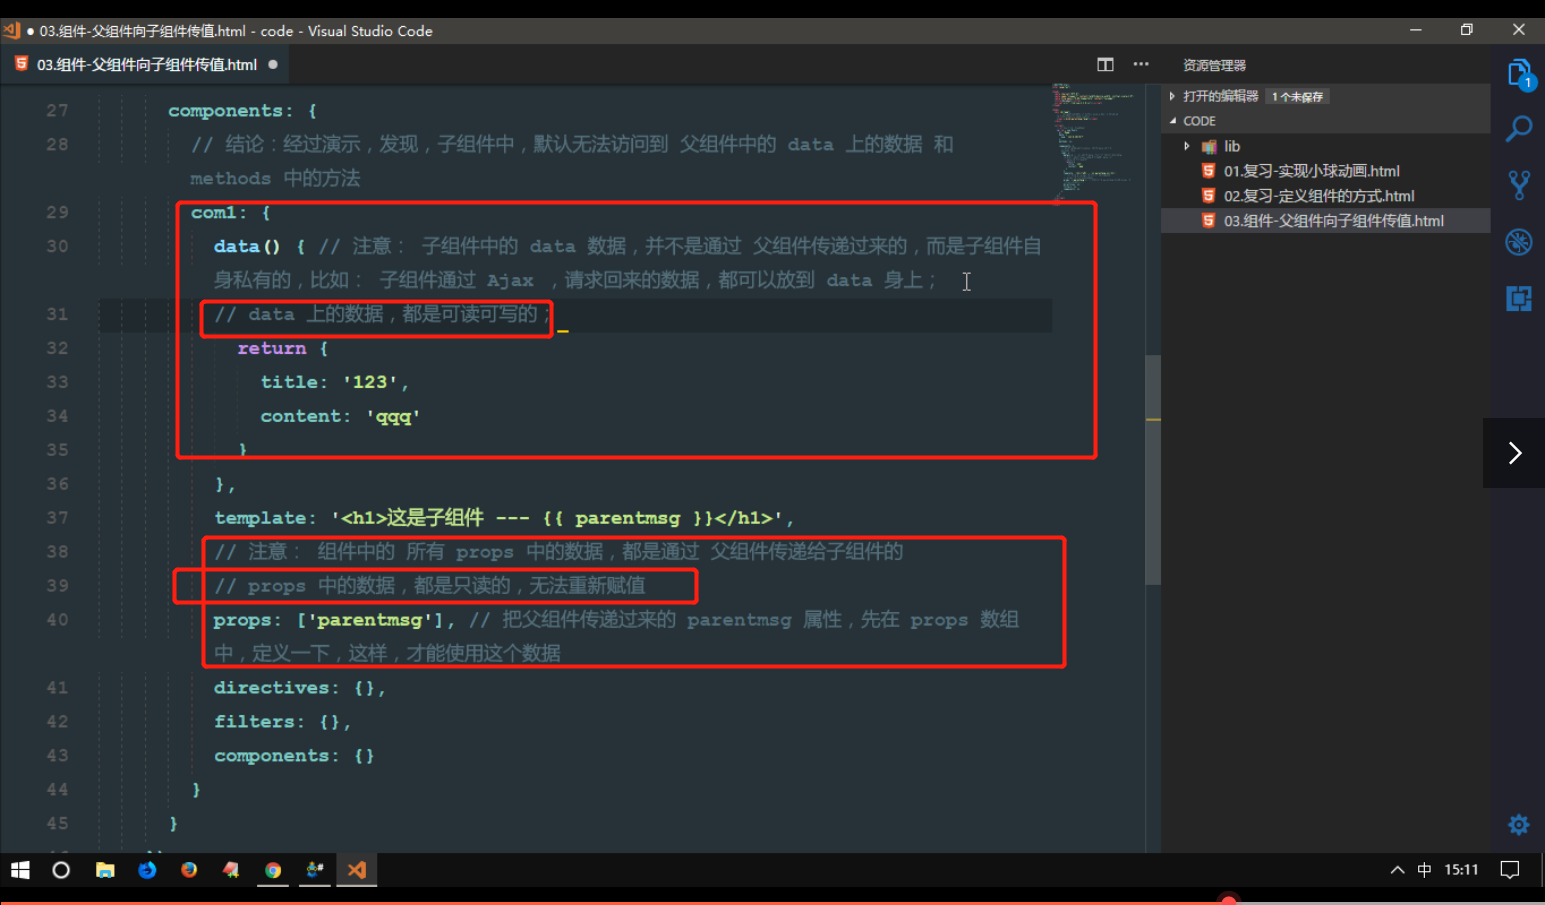 ● 03.组件-父组件向子组件传值.html - code - Visual Studio Code
03.组件-父组件向子组件传值.html ●
27 components: {
28 // 结论：经过演示，发现，子组件中，默认无法访问到 父组件中的 data 上的数据 和
methods 中的方法
29 com1: {
30 data() { // 注意： 子组件中的 data 数据，并不是通过 父组件传递过来的，而是子组件自
身私有的，比如： 子组件通过 Ajax ，请求回来的数据，都可以放到 data 身上；
31 // data 上的数据，都是可读可写的；
32 return {
33 title: '123',
34 content: 'qqq'
35 }
36 },
37 template: '<h1>这是子组件 --- {{ parentmsg }}</h1>',
38 // 注意： 组件中的 所有 props 中的数据，都是通过 父组件传递给子组件的
39 // props 中的数据，都是只读的，无法重新赋值
40 props: ['parentmsg'], // 把父组件传递过来的 parentmsg 属性，先在 props 数组
中，定义一下，这样，才能使用这个数据
41 directives: {},
42 filters: {},
43 components: {}
44 }
45 }
资源管理器
打开的编辑器 1 个未保存
CODE
lib
01.复习-实现小球动画.html
02.复习-定义组件的方式.html
03.组件-父组件向子组件传值.html
1
中 15:11